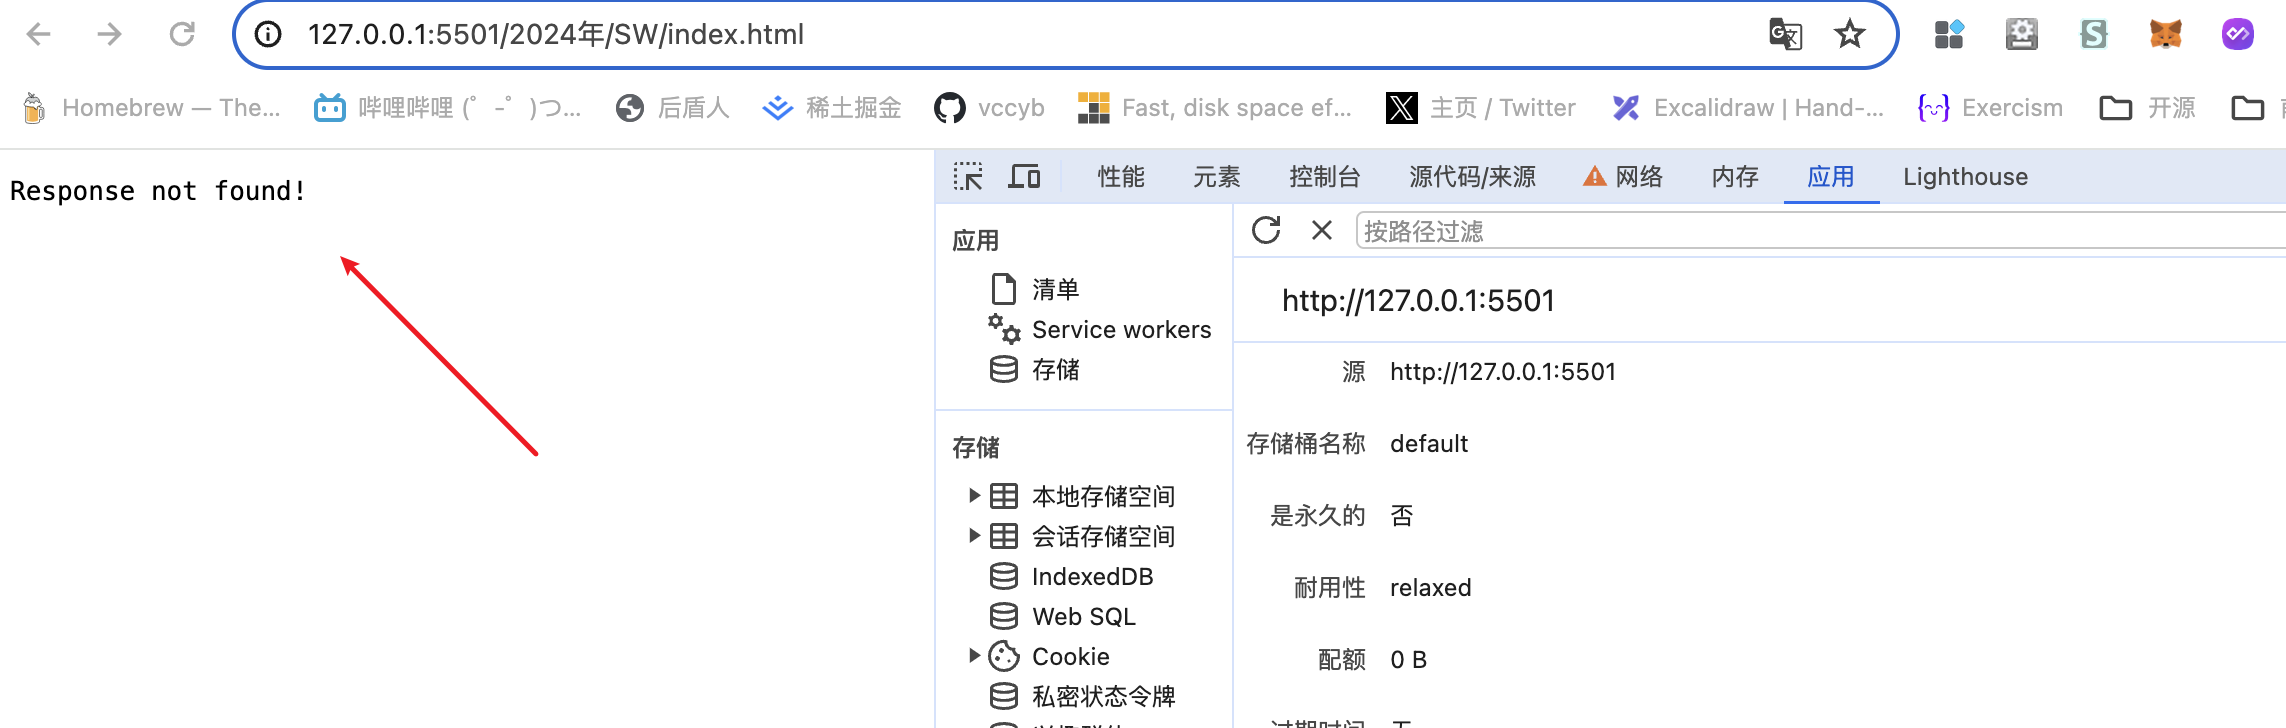 127.0.0.1:5501/2024年/SW/index.html
Homebrew — The... 哔哩哔哩 (゜-゜)つ... 后盾人 稀土掘金 vccyb Fast, disk space ef... 主页 / Twitter Excalidraw | Hand-... Exercism 开源
Response not found!
性能 元素 控制台 源代码/来源 网络 内存 应用 Lighthouse
按路径过滤
应用
清单
Service workers
存储
存储
本地存储空间
会话存储空间
IndexedDB
Web SQL
Cookie
私密状态令牌
http://127.0.0.1:5501
源 http://127.0.0.1:5501
存储桶名称 default
是永久的 否
耐用性 relaxed
配额 0 B
过期时间 无